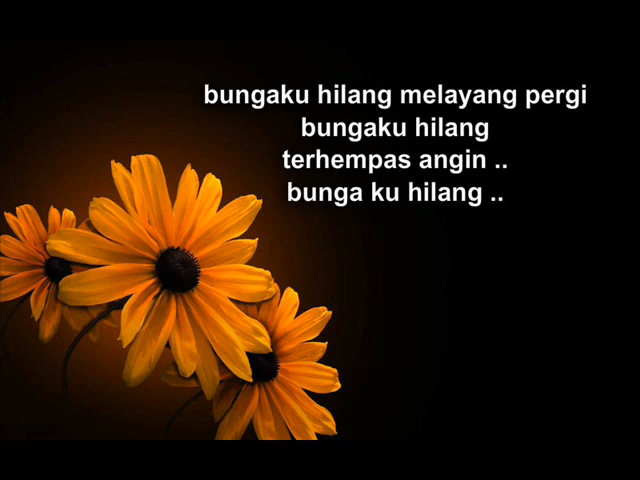 bungaku hilang melayang pergi
bungaku hilang
terhempas angin ..
bunga ku hilang ..